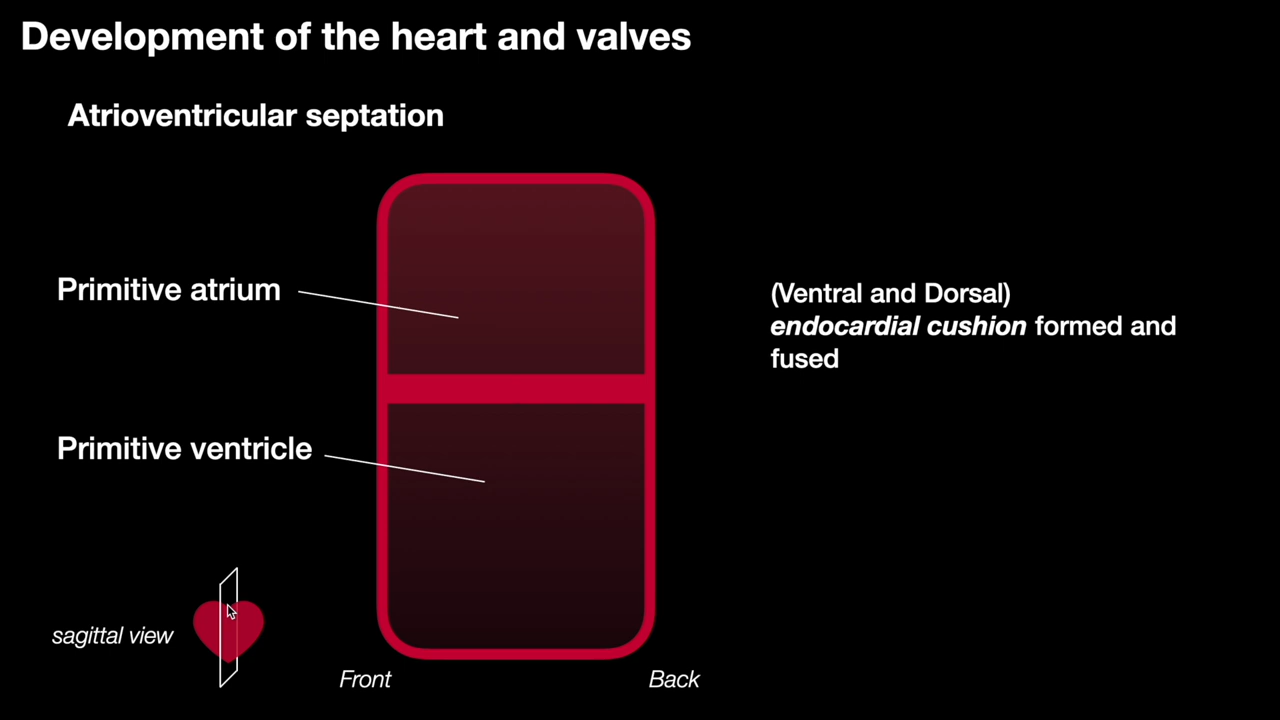 Development of the heart and valves
Atrioventricular septation
Primitive atrium
(Ventral and Dorsal)
endocardial cushion formed and
fused
Primitive ventricle
sagittal view
Front
Back